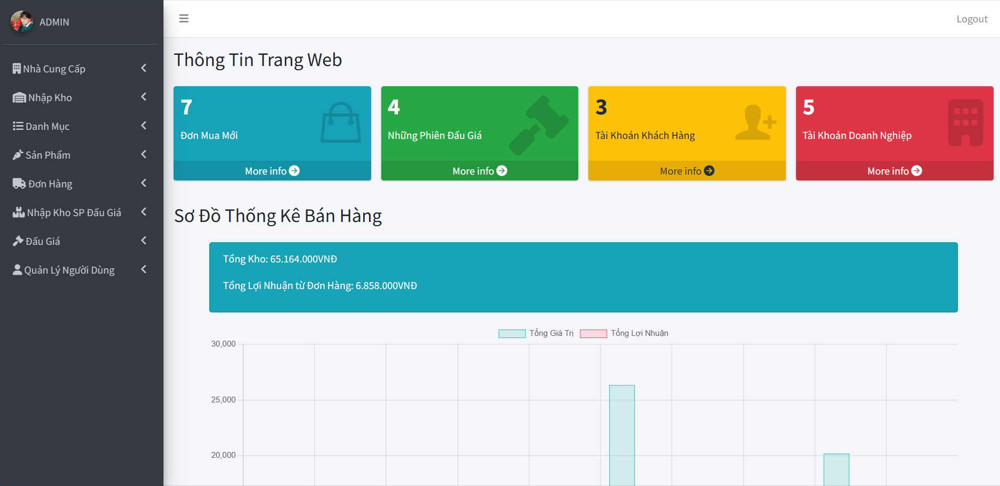 ADMIN
Logout
Nhà Cung Cấp
Nhập Kho
Danh Mục
Sản Phẩm
Đơn Hàng
Nhập Kho SP Đấu Giá
Đấu Giá
Quản Lý Người Dùng
Thông Tin Trang Web
7
Đơn Mua Mới
More info
4
Những Phiên Đấu Giá
More info
3
Tài Khoản Khách Hàng
More info
5
Tài Khoản Doanh Nghiệp
More info
Sơ Đồ Thống Kê Bán Hàng
Tổng Kho: 65.164.000VNĐ
Tổng Lợi Nhuận từ Đơn Hàng: 6.858.000VNĐ
Tổng Giá Trị
Tổng Lợi Nhuận
30,000
25,000
20,000